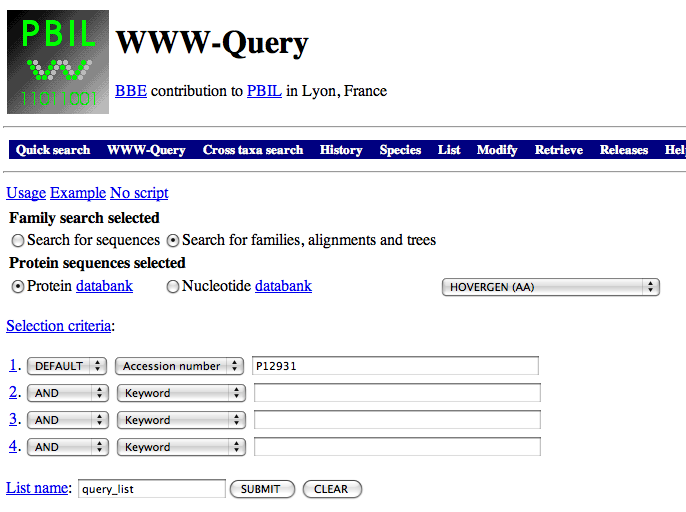 PBIL
11011001
WWW-Query
BBE contribution to PBIL in Lyon, France
Quick search WWW-Query Cross taxa search History Species List Modify Retrieve Releases Hel
Usage Example No script
Family search selected
Search for sequences Search for families, alignments and trees
Protein sequences selected
Protein databank Nucleotide databank HOVERGEN (AA)
Selection criteria:
1. DEFAULT Accession number P12931
2. AND Keyword
3. AND Keyword
4. AND Keyword
List name: query_list SUBMIT CLEAR